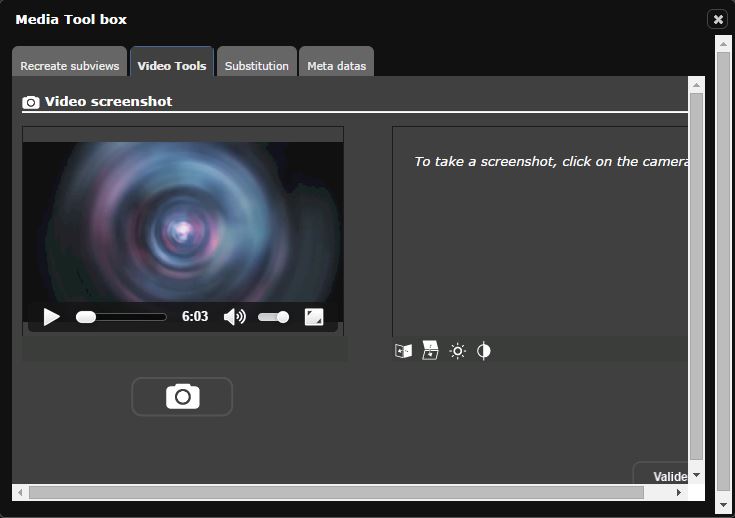 Media Tool box
Recreate subviews
Video Tools
Substitution
Meta datas
Video screenshot
To take a screenshot, click on the camera
6:03
Valide